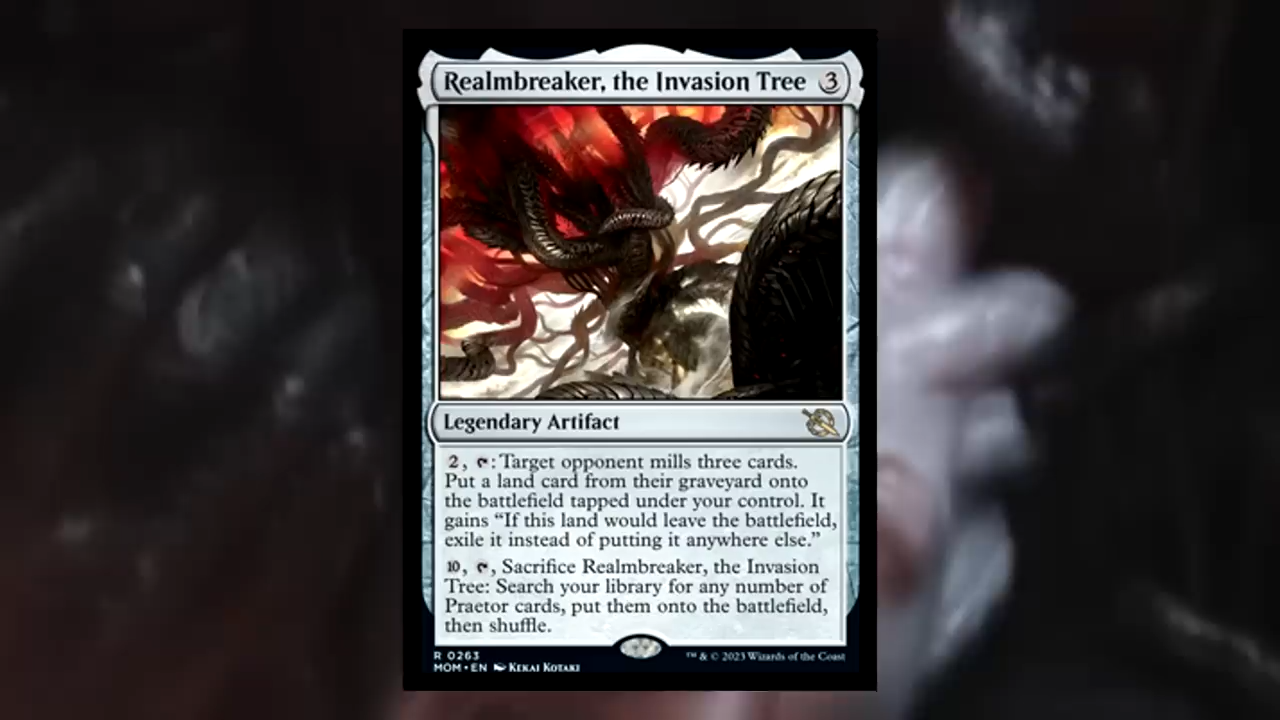 Realmbreaker, the Invasion Tree 3
Legendary Artifact
2, : Target opponent mills three cards.
Put a land card from their graveyard onto
the battlefield tapped under your control. It
gains “If this land would leave the battlefield,
exile it instead of putting it anywhere else.”
10, , Sacrifice Realmbreaker, the Invasion
Tree: Search your library for any number of
Praetor cards, put them onto the battlefield,
then shuffle.
R 0263
MOM • EN KEKAI KOTAKI
™ & © 2023 Wizards of the Coast